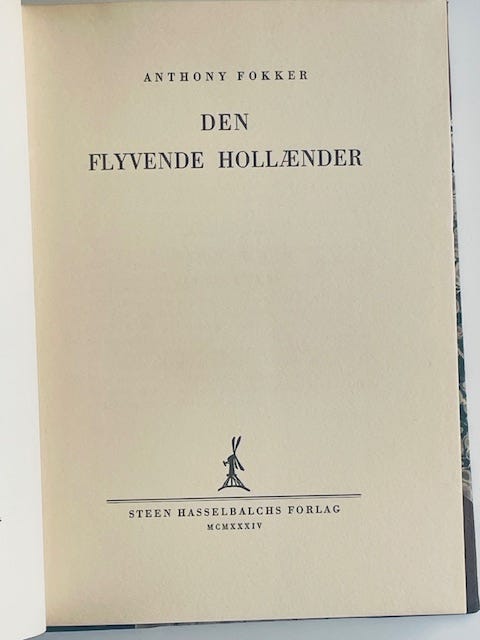 ANTHONY FOKKER
DEN
FLYVENDE HOLLÆNDER
STEEN HASSELBALCHS FORLAG
MCMXXXIV